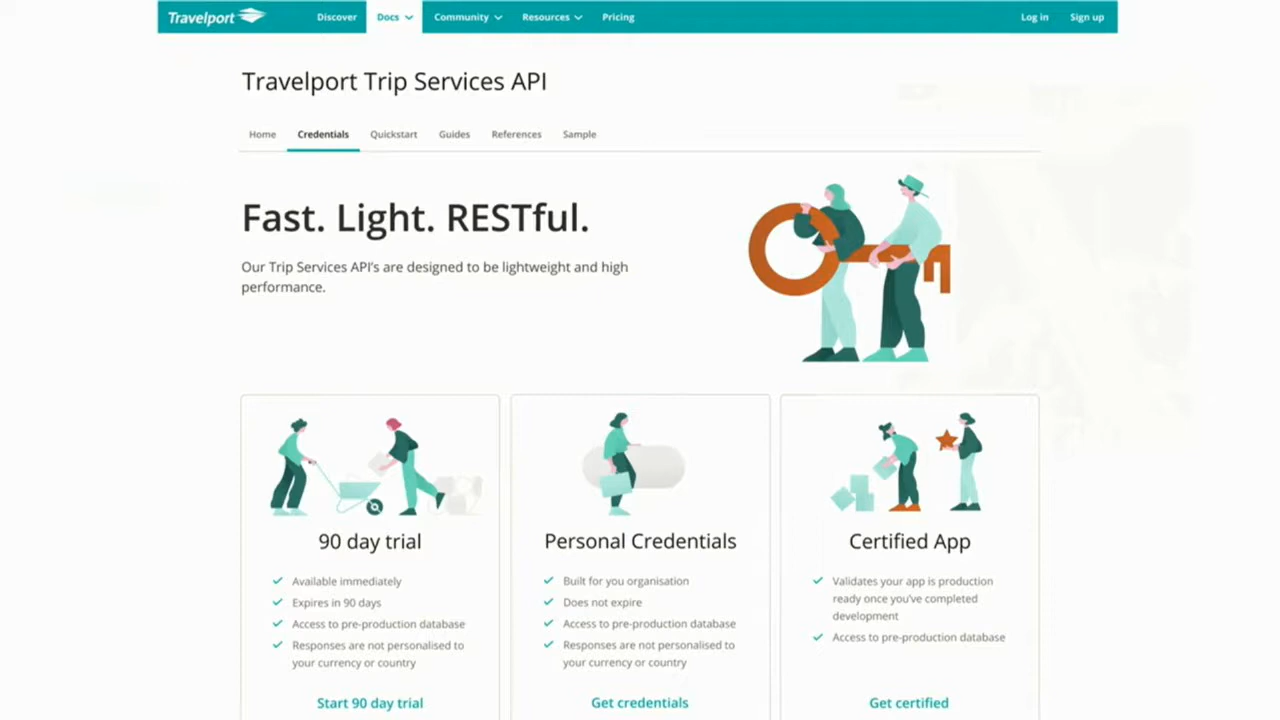 Travelport Discover Docs Community Resources Pricing Log in Sign up
Travelport Trip Services API
Home Credentials Quickstart Guides References Sample
Fast. Light. RESTful.
Our Trip Services API's are designed to be lightweight and high
performance.
90 day trial
Available immediately
Expires in 90 days
Access to pre-production database
Responses are not personalised to
your currency or country
Start 90 day trial
Personal Credentials
Built for you organisation
Does not expire
Access to pre-production database
Responses are not personalised to
your currency or country
Get credentials
Certified App
Validates your app is production
ready once you've completed
development
Access to pre-production database
Get certified